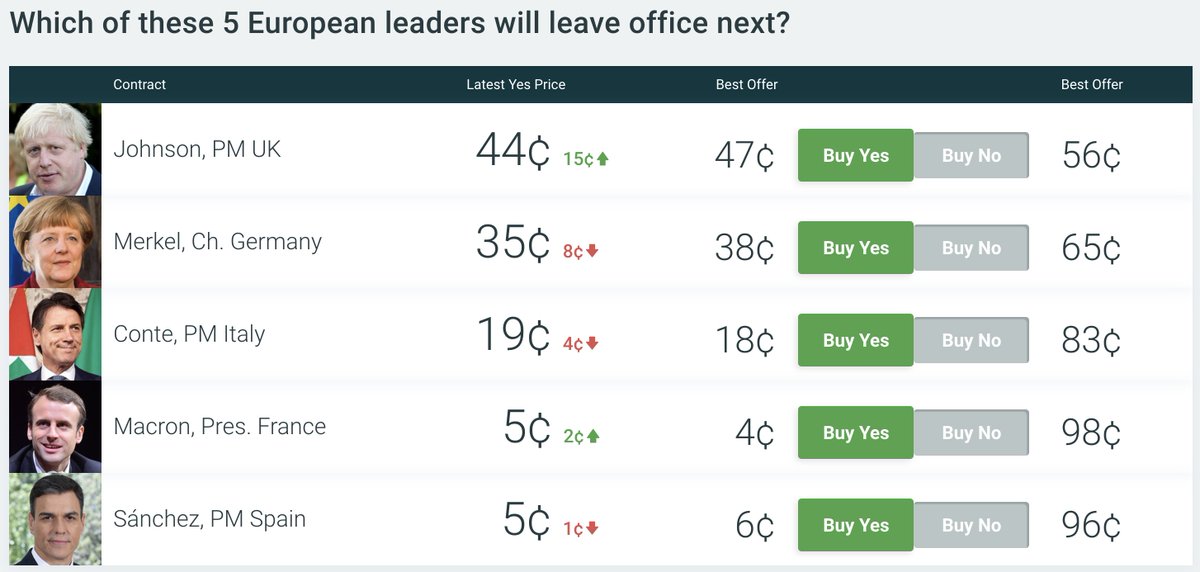 Which of these 5 European leaders will leave office next?
Contract Latest Yes Price Best Offer Best Offer
Johnson, PM UK 44¢ 15¢ 47¢ Buy Yes Buy No 56¢
Merkel, Ch. Germany 35¢ 8¢ 38¢ Buy Yes Buy No 65¢
Conte, PM Italy 19¢ 4¢ 18¢ Buy Yes Buy No 83¢
Macron, Pres. France 5¢ 2¢ 4¢ Buy Yes Buy No 98¢
Sánchez, PM Spain 5¢ 1¢ 6¢ Buy Yes Buy No 96¢